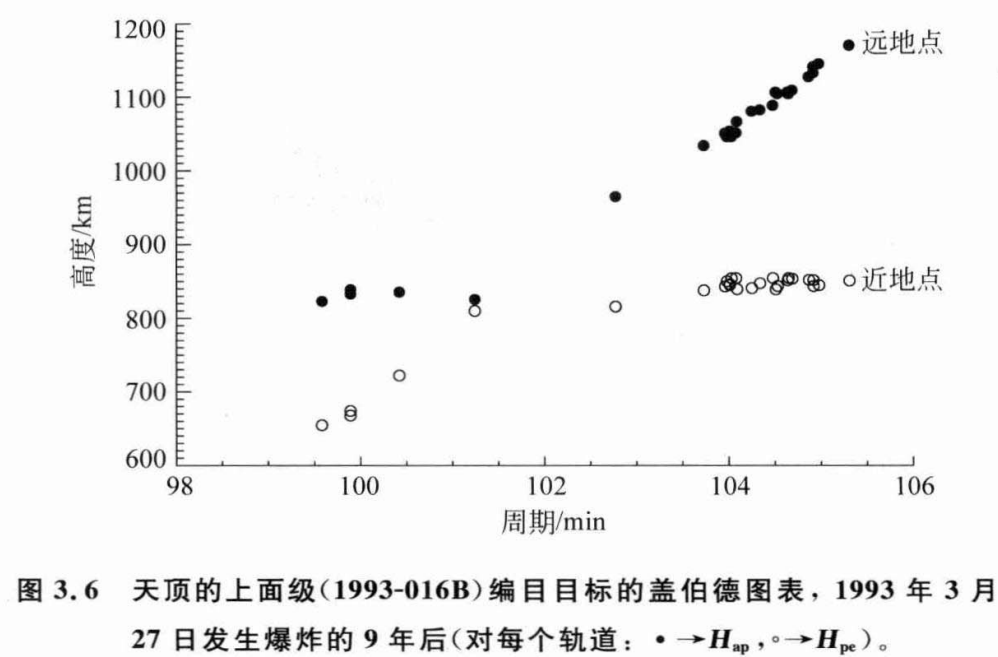 1200
1100
1000
900
800
700
600
高度/km
远地点
近地点
98
100
102
104
106
周期/min
图 3.6 天顶的上面级(1993-016B)编目目标的盖伯德图表，1993 年 3 月
27 日发生爆炸的 9 年后(对每个轨道：• →Hap,◦→Hpe)。